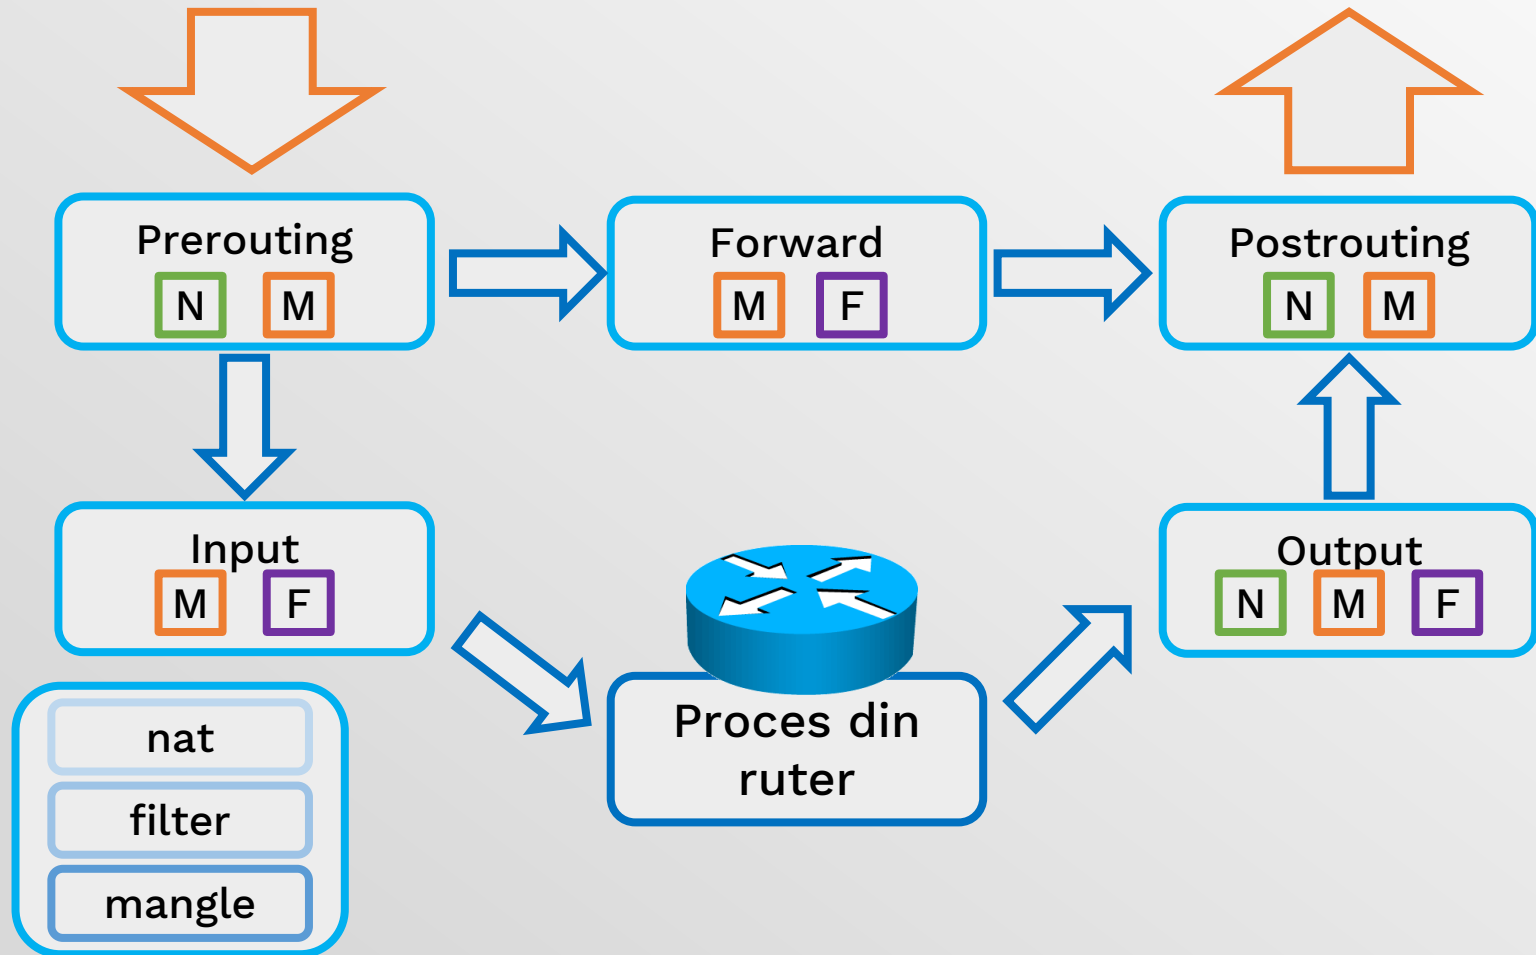 Prerouting
N M
Forward
M F
Postrouting
N M
Input
M F
Output
N M F
Proces din
ruter
nat
filter
mangle